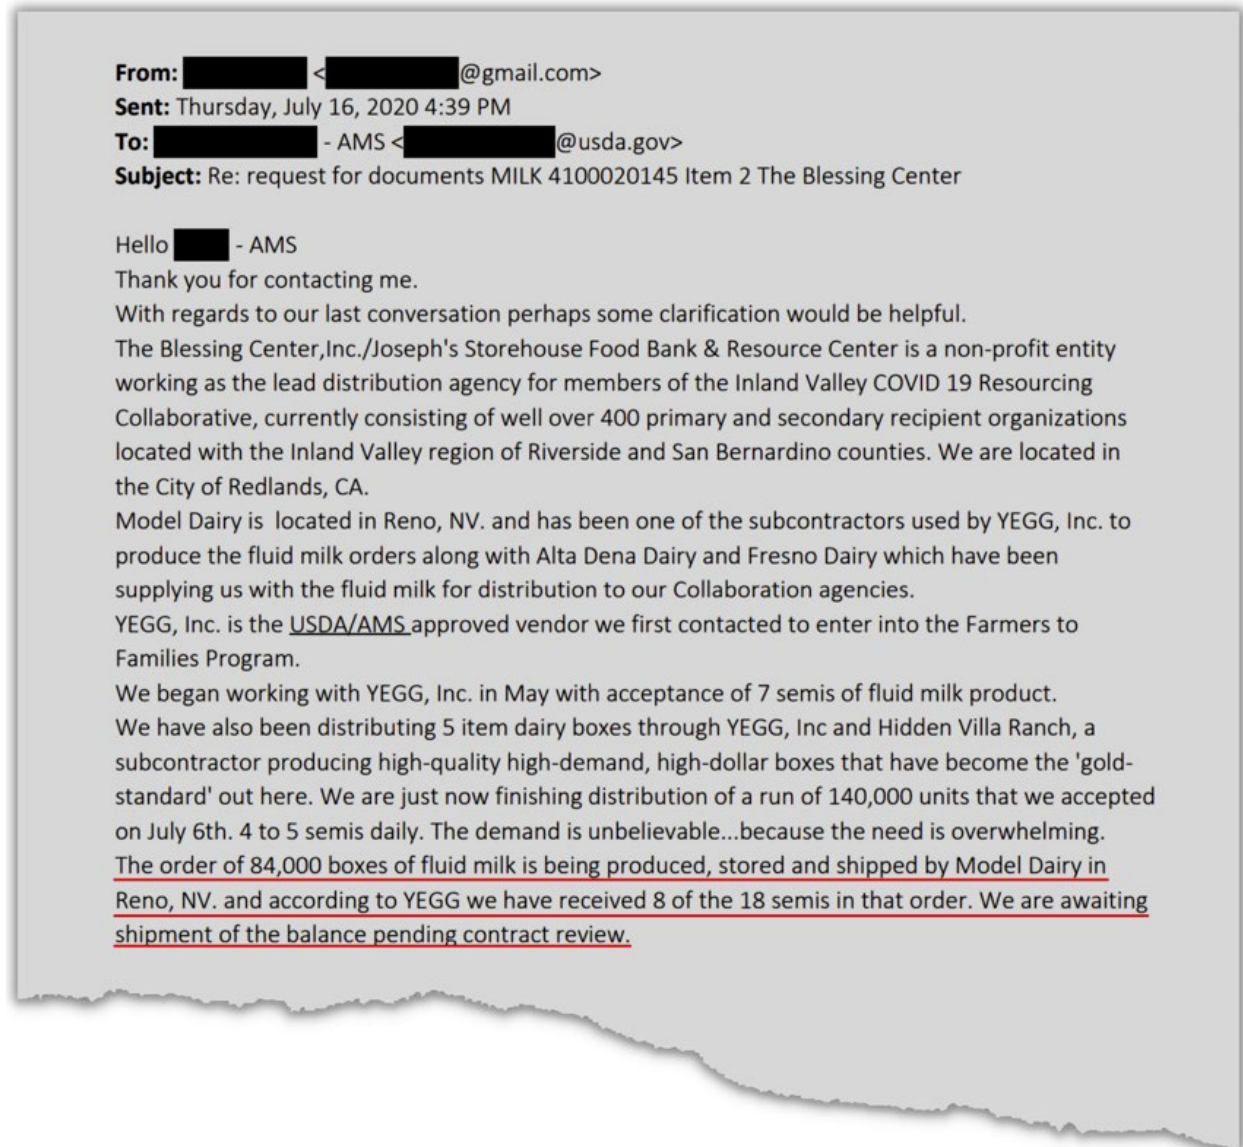 From: < @gmail.com>
Sent: Thursday, July 16, 2020 4:39 PM
To: - AMS < @usda.gov>
Subject: Re: request for documents MILK 4100020145 Item 2 The Blessing Center
Hello - AMS
Thank you for contacting me.
With regards to our last conversation perhaps some clarification would be helpful.
The Blessing Center,Inc./Joseph's Storehouse Food Bank & Resource Center is a non-profit entity
working as the lead distribution agency for members of the Inland Valley COVID 19 Resourcing
Collaborative, currently consisting of well over 400 primary and secondary recipient organizations
located with the Inland Valley region of Riverside and San Bernardino counties. We are located in
the City of Redlands, CA.
Model Dairy is  located in Reno, NV. and has been one of the subcontractors used by YEGG, Inc. to
produce the fluid milk orders along with Alta Dena Dairy and Fresno Dairy which have been
supplying us with the fluid milk for distribution to our Collaboration agencies.
YEGG, Inc. is the USDA/AMS approved vendor we first contacted to enter into the Farmers to
Families Program.
We began working with YEGG, Inc. in May with acceptance of 7 semis of fluid milk product.
We have also been distributing 5 item dairy boxes through YEGG, Inc and Hidden Villa Ranch, a
subcontractor producing high-quality high-demand, high-dollar boxes that have become the 'gold-
standard' out here. We are just now finishing distribution of a run of 140,000 units that we accepted
on July 6th. 4 to 5 semis daily. The demand is unbelievable...because the need is overwhelming.
The order of 84,000 boxes of fluid milk is being produced, stored and shipped by Model Dairy in
Reno, NV. and according to YEGG we have received 8 of the 18 semis in that order. We are awaiting
shipment of the balance pending contract review.